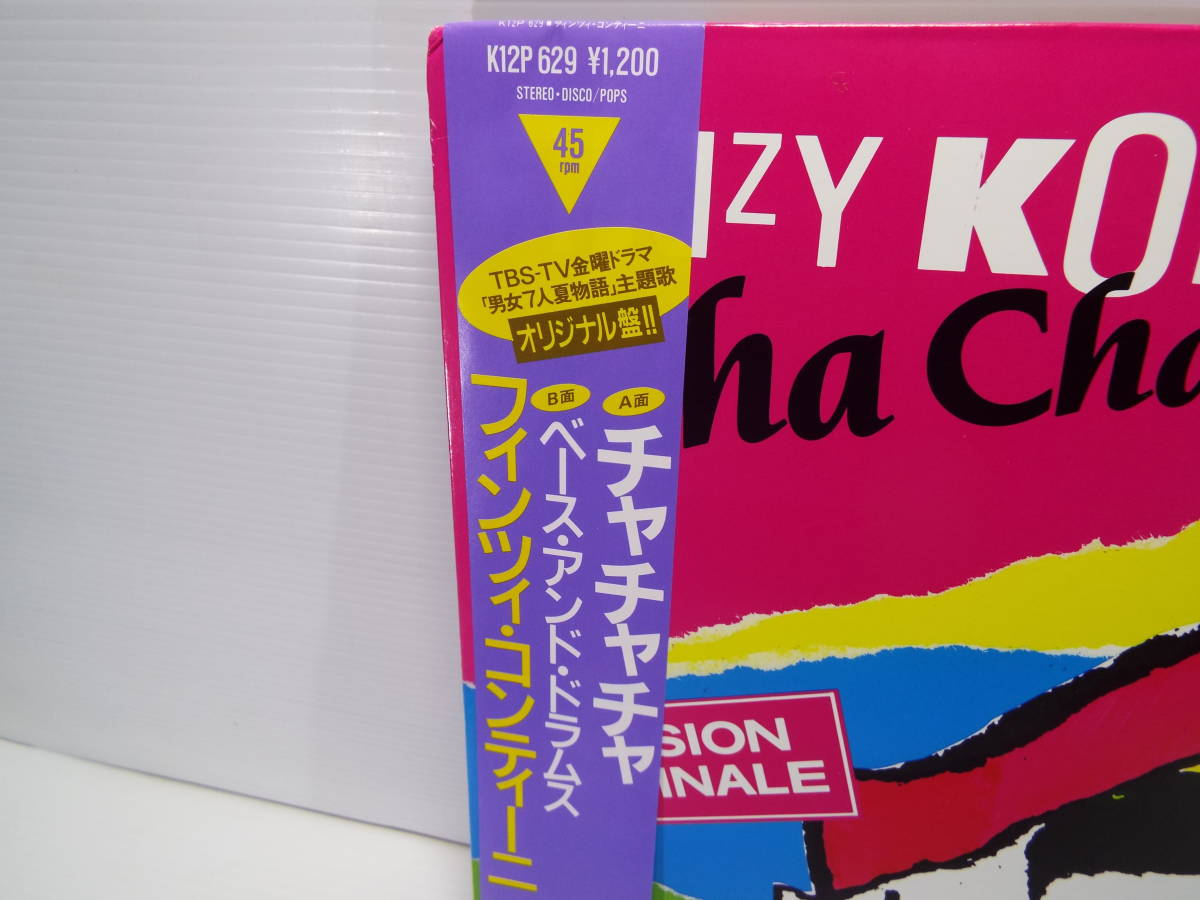 K12P 629 ■ フィンツィ・コンティーニ
K12P 629 ¥1,200
STEREO・DISCO/POPS
45
rpm
TBS-TV金曜ドラマ
「男女7人夏物語」主題歌
オリジナル盤!!
A面
チャチャチャ
B面
ベース・アンド・ドラムス
フィンツィ・コンティーニ
IZY KO
ha Cha
SION
INALE